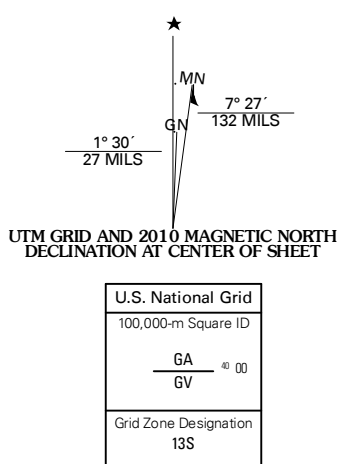 ★
MN
7° 27´
132 MILS
GN
1° 30´
27 MILS
UTM GRID AND 2010 MAGNETIC NORTH
DECLINATION AT CENTER OF SHEET
U.S. National Grid
100,000-m Square ID
GA
40 00
GV
Grid Zone Designation
13S